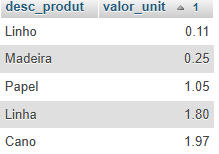 desc_produt valor_unit 1
Linho 0.11
Madeira 0.25
Papel 1.05
Linha 1.80
Cano 1.97